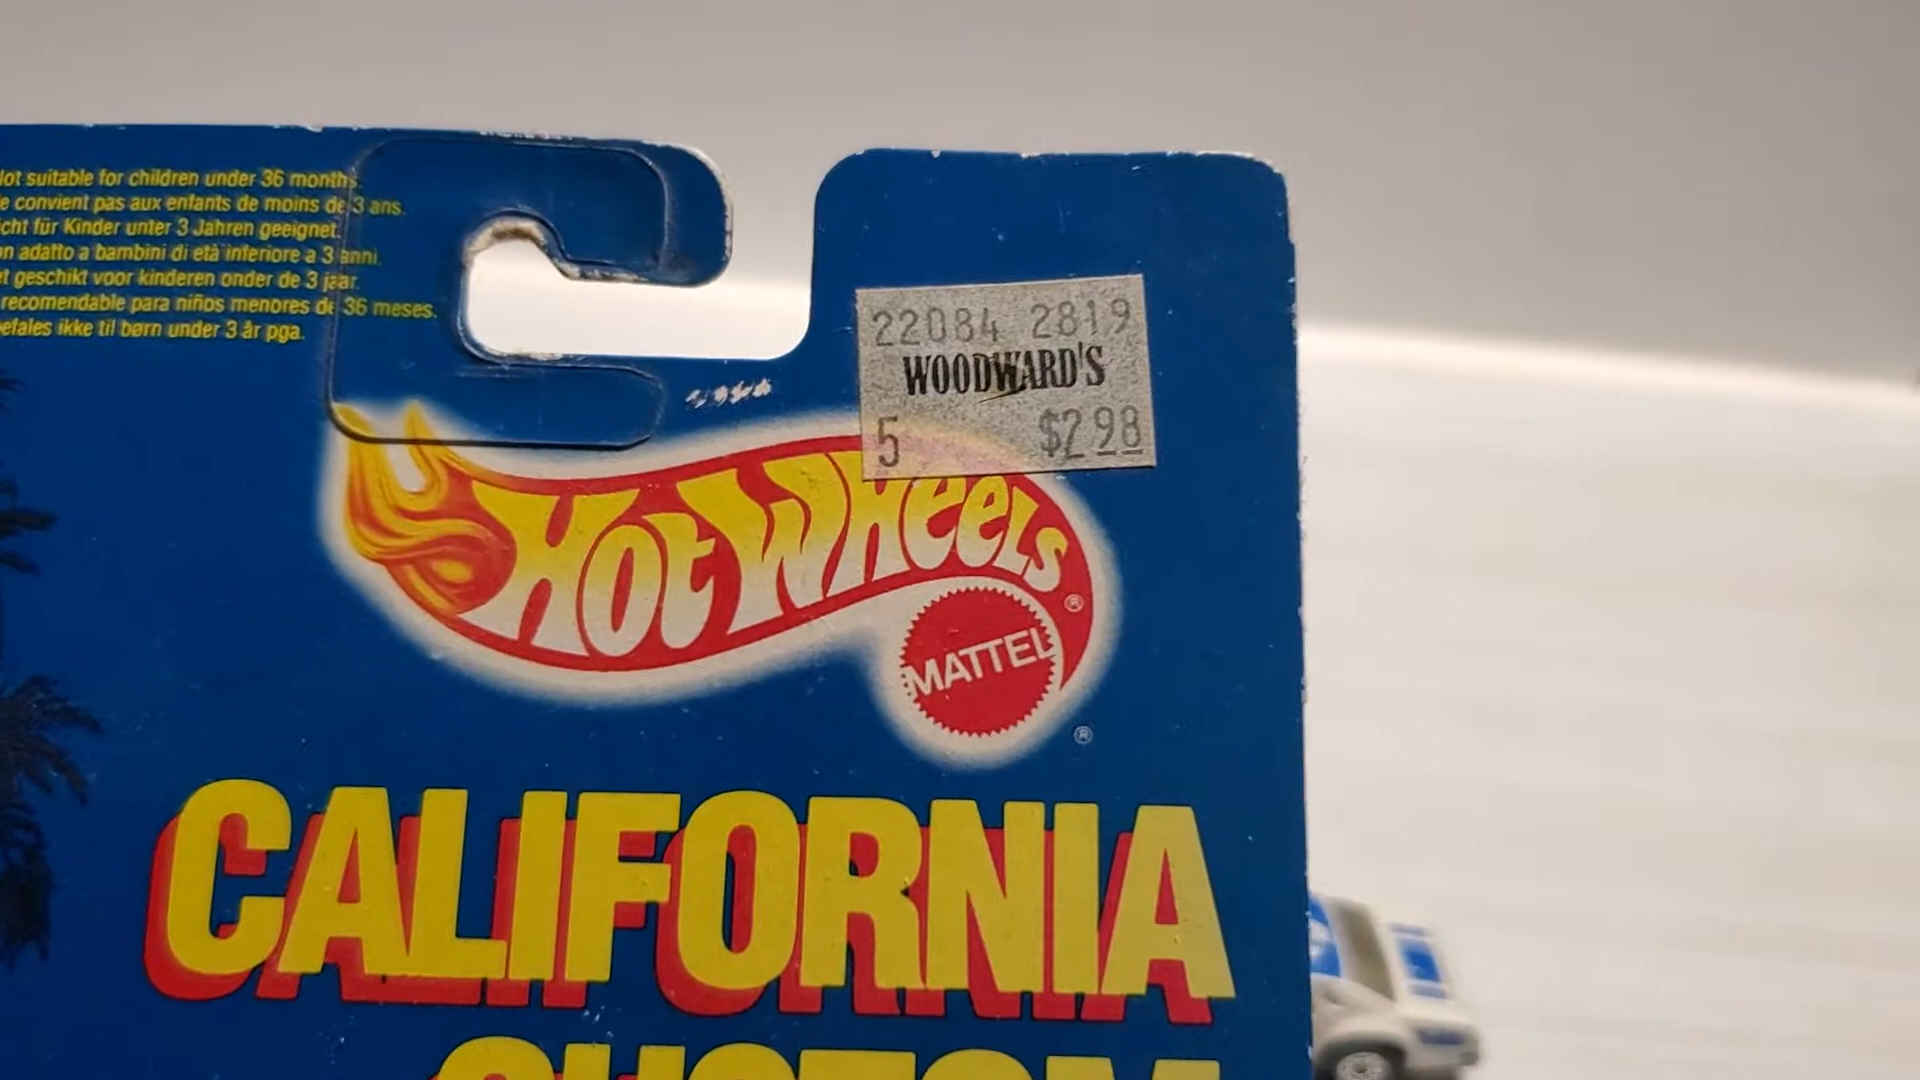 lot suitable for children under 36 months.
e convient pas aux enfants de moins de 3 ans.
icht für Kinder unter 3 Jahren geeignet.
on adatto a bambini di età inferiore a 3 anni.
et geschikt voor kinderen onder de 3 jaar.
recomendable para niños menores de 36 meses.
efales ikke til børn under 3 år pga.
22084 2819
WOODWARD'S
5 $2.98
HOT WHEELS ®
MATTEL
®
CALIFORNIA
CUSTOM